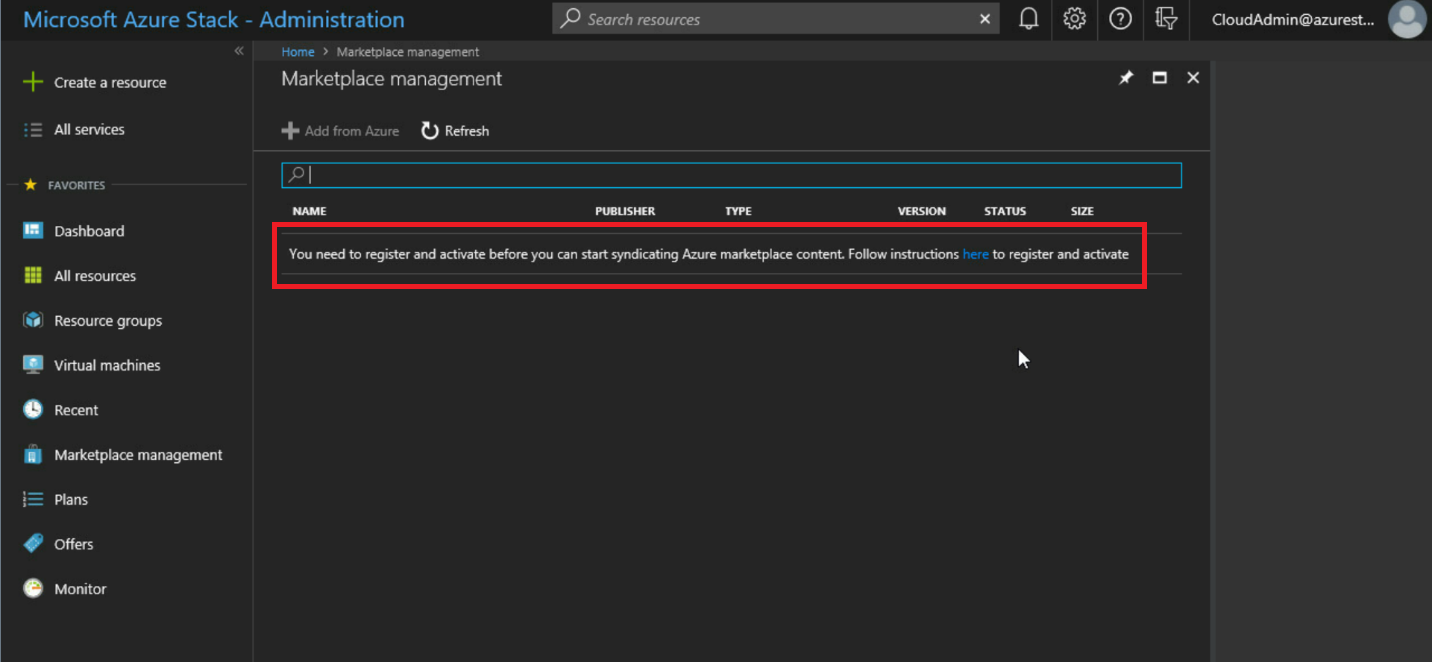 Microsoft Azure Stack - Administration
Search resources
CloudAdmin@azurest...
Create a resource
All services
FAVORITES
Dashboard
All resources
Resource groups
Virtual machines
Recent
Marketplace management
Plans
Offers
Monitor
Home > Marketplace management
Marketplace management
Add from Azure Refresh
NAME PUBLISHER TYPE VERSION STATUS SIZE
You need to register and activate before you can start syndicating Azure marketplace content. Follow instructions here to register and activate